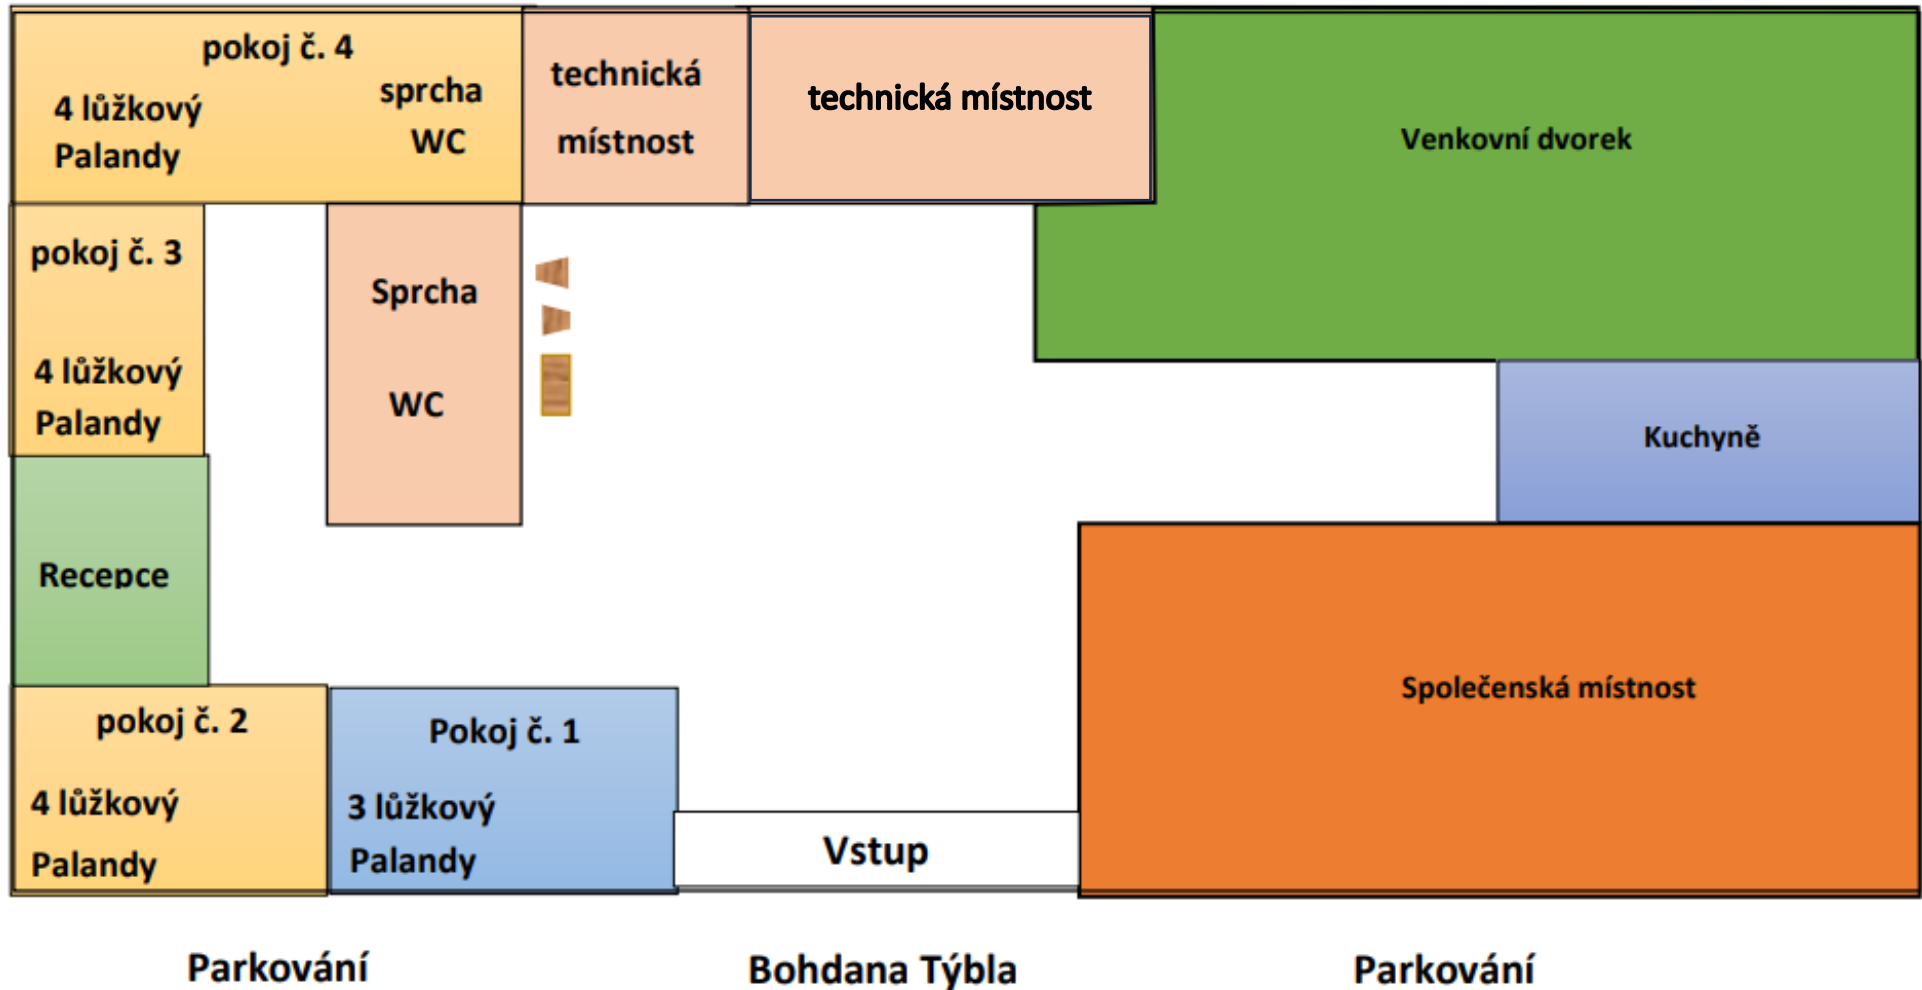 pokoj č. 4
4 lůžkový
Palandy
sprcha
WC
technická
místnost
technická místnost
Venkovní dvorek
pokoj č. 3
4 lůžkový
Palandy
Sprcha
WC
Kuchyně
Recepce
Společenská místnost
pokoj č. 2
4 lůžkový
Palandy
Pokoj č. 1
3 lůžkový
Palandy
Vstup
Parkování
Bohdana Týbla
Parkování